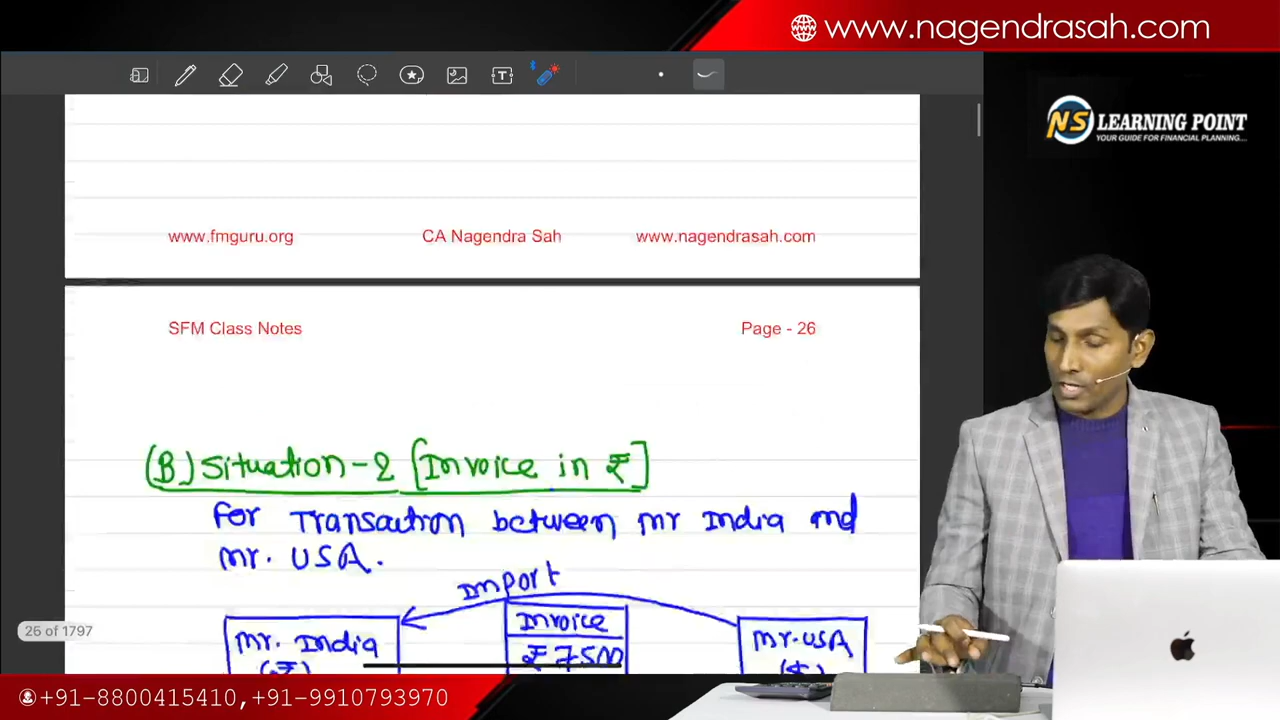 www.nagendrasah.com
NS LEARNING POINT
YOUR GUIDE FOR FINANCIAL PLANNING....
www.fmguru.org CA Nagendra Sah www.nagendrasah.com
SFM Class Notes Page - 26
(B) Situation-2 [Invoice in ₹]
For Transaction between mr India and
mr. USA.
Import
Invoice
mr. India ₹ 7500 mr. USA
(₹) ($)
26 of 1797
+91-8800415410,+91-9910793970